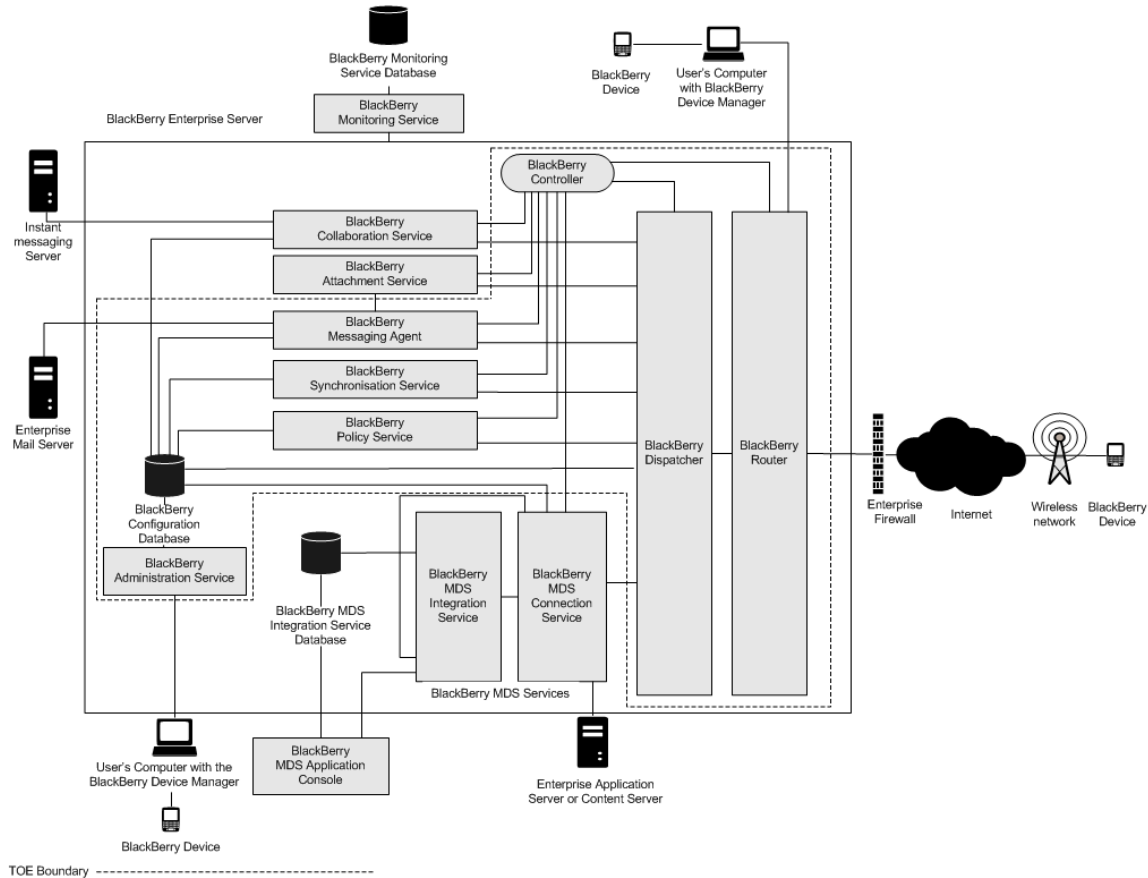 BlackBerry Monitoring
Service Database
BlackBerry
Device
User's Computer
with BlackBerry
Device Manager
BlackBerry Enterprise Server
BlackBerry
Monitoring Service
BlackBerry
Controller
Instant
messaging
Server
BlackBerry
Collaboration Service
BlackBerry
Attachment Service
BlackBerry
Messaging Agent
BlackBerry
Synchronisation Service
Enterprise
Mail Server
BlackBerry
Policy Service
BlackBerry
Dispatcher
BlackBerry
Router
Enterprise
Firewall
Internet
Wireless
network
BlackBerry
Device
BlackBerry
Configuration
Database
BlackBerry
Administration Service
BlackBerry MDS
Integration Service
Database
BlackBerry
MDS
Integration
Service
BlackBerry
MDS
Connection
Service
BlackBerry MDS Services
User's Computer with the
BlackBerry Device Manager
BlackBerry
MDS Application
Console
Enterprise Application
Server or Content Server
BlackBerry Device
TOE Boundary